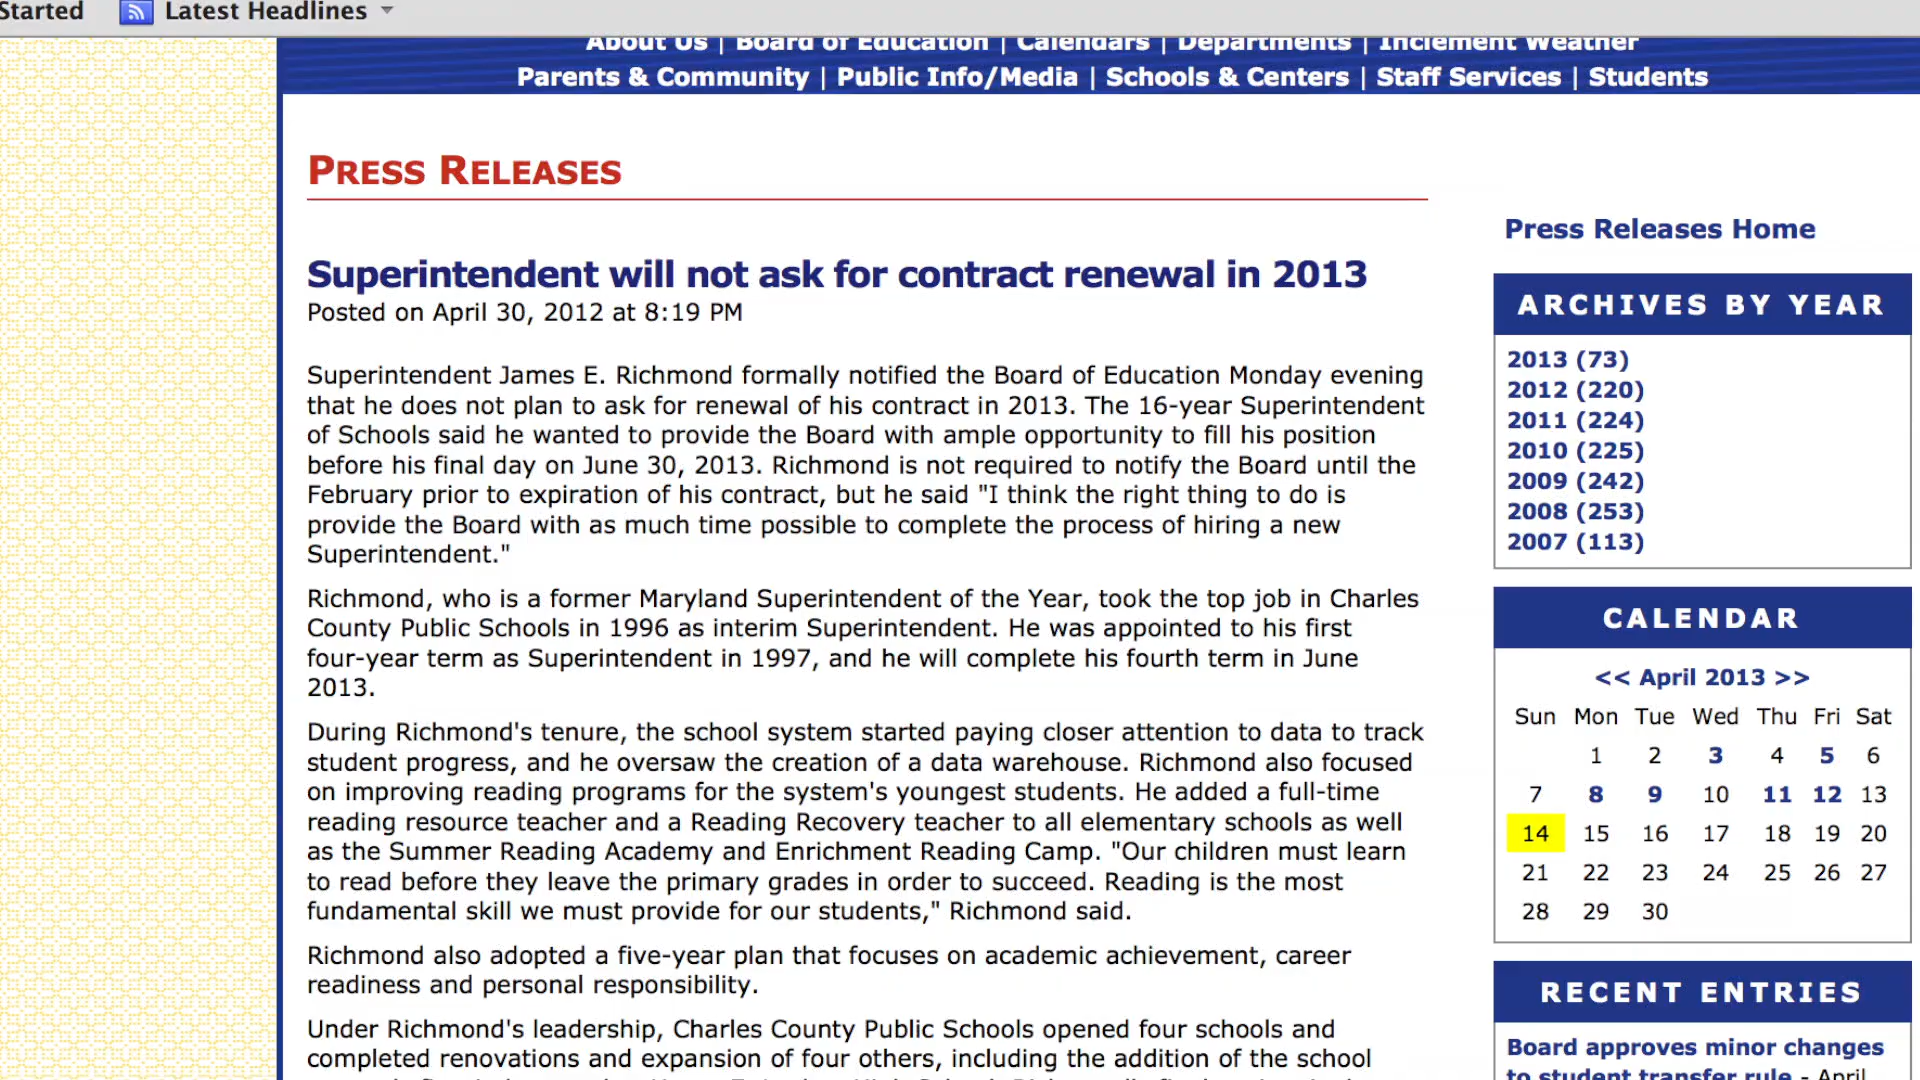 Started Latest Headlines
About Us | Board of Education | Calendars | Departments | Inclement Weather
Parents & Community | Public Info/Media | Schools & Centers | Staff Services | Students
PRESS RELEASES
Superintendent will not ask for contract renewal in 2013
Posted on April 30, 2012 at 8:19 PM
Superintendent James E. Richmond formally notified the Board of Education Monday evening
that he does not plan to ask for renewal of his contract in 2013. The 16-year Superintendent
of Schools said he wanted to provide the Board with ample opportunity to fill his position
before his final day on June 30, 2013. Richmond is not required to notify the Board until the
February prior to expiration of his contract, but he said "I think the right thing to do is
provide the Board with as much time possible to complete the process of hiring a new
Superintendent."
Richmond, who is a former Maryland Superintendent of the Year, took the top job in Charles
County Public Schools in 1996 as interim Superintendent. He was appointed to his first
four-year term as Superintendent in 1997, and he will complete his fourth term in June
2013.
During Richmond's tenure, the school system started paying closer attention to data to track
student progress, and he oversaw the creation of a data warehouse. Richmond also focused
on improving reading programs for the system's youngest students. He added a full-time
reading resource teacher and a Reading Recovery teacher to all elementary schools as well
as the Summer Reading Academy and Enrichment Reading Camp. "Our children must learn
to read before they leave the primary grades in order to succeed. Reading is the most
fundamental skill we must provide for our students," Richmond said.
Richmond also adopted a five-year plan that focuses on academic achievement, career
readiness and personal responsibility.
Under Richmond's leadership, Charles County Public Schools opened four schools and
completed renovations and expansion of four others, including the addition of the school
Press Releases Home
ARCHIVES BY YEAR
2013 (73)
2012 (220)
2011 (224)
2010 (225)
2009 (242)
2008 (253)
2007 (113)
CALENDAR
<< April 2013 >>
Sun Mon Tue Wed Thu Fri Sat
1 2 3 4 5 6
7 8 9 10 11 12 13
14 15 16 17 18 19 20
21 22 23 24 25 26 27
28 29 30
RECENT ENTRIES
Board approves minor changes
to student transfer rule - April